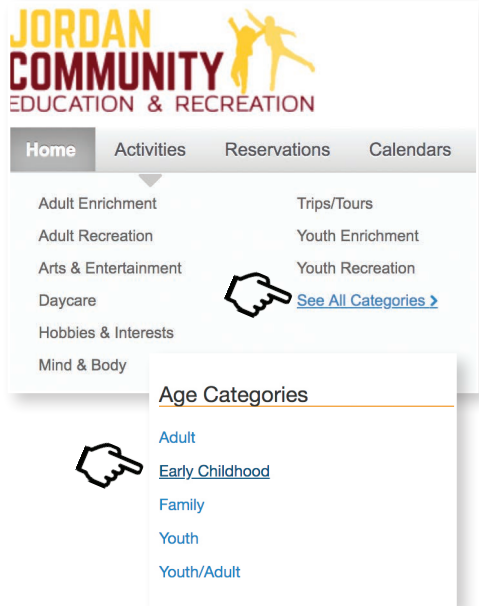 JORDAN
COMMUNITY
EDUCATION & RECREATION
Home Activities Reservations Calendars
Adult Enrichment
Adult Recreation
Arts & Entertainment
Daycare
Hobbies & Interests
Mind & Body
Trips/Tours
Youth Enrichment
Youth Recreation
See All Categories >
Age Categories
Adult
Early Childhood
Family
Youth
Youth/Adult